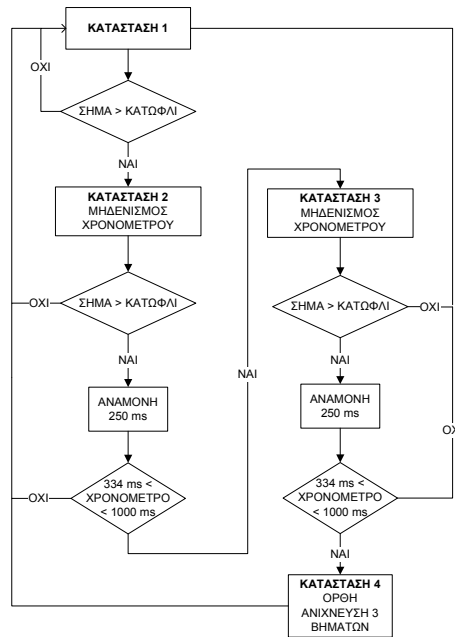 ΚΑΤΑΣΤΑΣΗ 1
ΟΧΙ
ΣΗΜΑ > ΚΑΤΩΦΛΙ
ΝΑΙ
ΚΑΤΑΣΤΑΣΗ 2
ΜΗΔΕΝΙΣΜΟΣ
ΧΡΟΝΟΜΕΤΡΟΥ
ΟΧΙ
ΣΗΜΑ > ΚΑΤΩΦΛΙ
ΝΑΙ
ΑΝΑΜΟΝΗ
250 ms
ΟΧΙ
334 ms <
ΧΡΟΝΟΜΕΤΡΟ
< 1000 ms
ΝΑΙ
ΚΑΤΑΣΤΑΣΗ 3
ΜΗΔΕΝΙΣΜΟΣ
ΧΡΟΝΟΜΕΤΡΟΥ
ΣΗΜΑ > ΚΑΤΩΦΛΙ
ΟΧΙ
ΝΑΙ
ΑΝΑΜΟΝΗ
250 ms
334 ms <
ΧΡΟΝΟΜΕΤΡΟ
< 1000 ms
ΝΑΙ
ΚΑΤΑΣΤΑΣΗ 4
ΟΡΘΗ
ΑΝΙΧΝΕΥΣΗ 3
ΒΗΜΑΤΩΝ